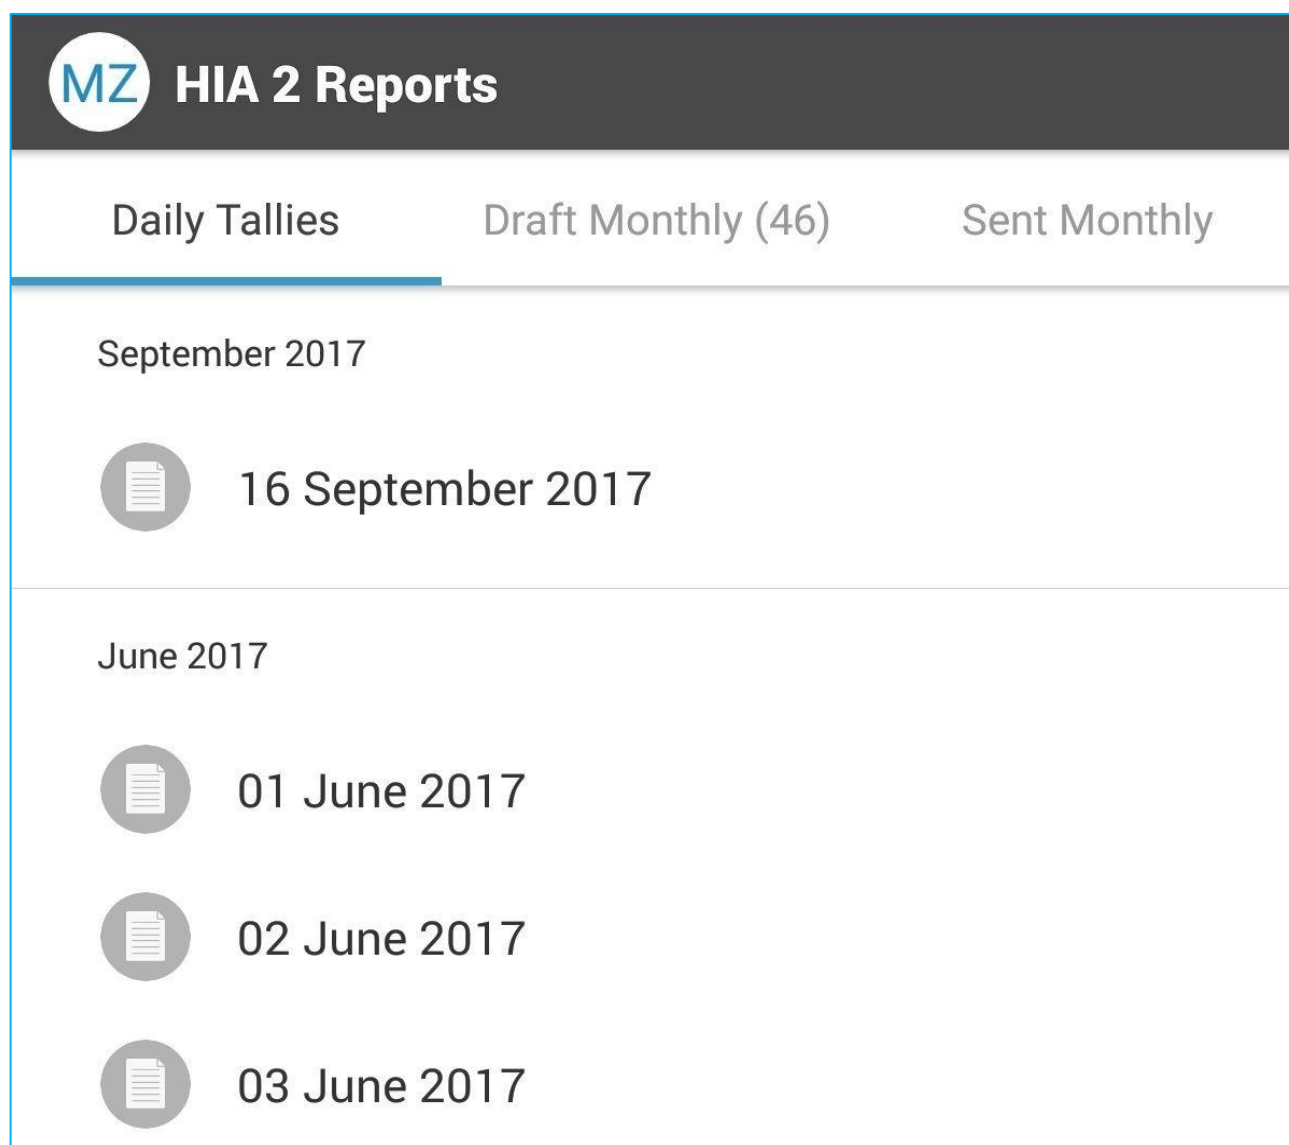 MZ HIA 2 Reports
Daily Tallies Draft Monthly (46) Sent Monthly
September 2017
16 September 2017
June 2017
01 June 2017
02 June 2017
03 June 2017